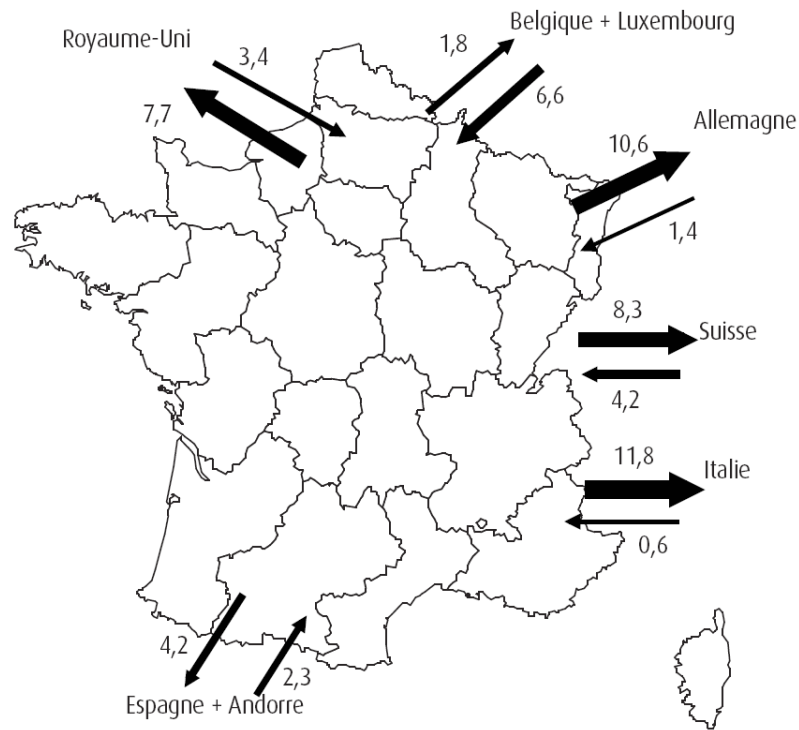 Belgique + Luxembourg
Royaume-Uni
3,4
1,8
7,7
6,6
Allemagne
10,6
1,4
8,3
Suisse
4,2
11,8
Italie
0,6
4,2
2,3
Espagne + Andorre